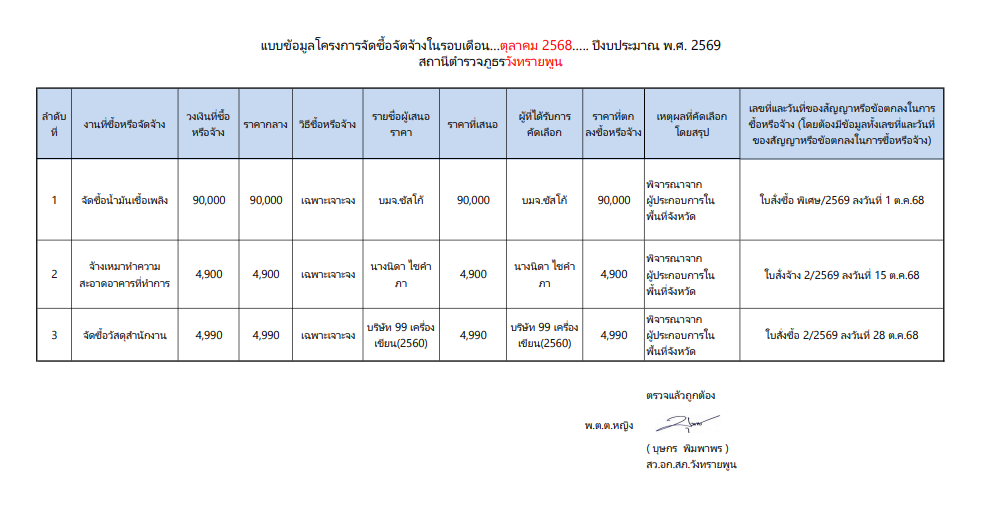 แบบข้อมูลโครงการจัดซื้อจัดจ้างในรอบเดือน...ตุลาคม 2568..... ปีงบประมาณ พ.ศ. 2569
สถานีตำรวจภูธรวังทรายพูน
ลำดับที่ งานที่ซื้อหรือจัดจ้าง วงเงินที่ซื้อหรือจ้าง ราคากลาง วิธีซื้อหรือจ้าง รายชื่อผู้เสนอราคา ราคาที่เสนอ ผู้ที่ได้รับการคัดเลือก ราคาที่ตกลงซื้อหรือจ้าง เหตุผลที่คัดเลือกโดยสรุป เลขที่และวันที่ของสัญญาหรือข้อตกลงในการซื้อหรือจ้าง (โดยต้องมีข้อมูลทั้งเลขที่และวันที่ของสัญญาหรือข้อตกลงในการซื้อหรือจ้าง)
1 จัดซื้อน้ำมันเชื้อเพลิง 90,000 90,000 เฉพาะเจาะจง บมจ.ซัสโก้ 90,000 บมจ.ซัสโก้ 90,000 พิจารณาจากผู้ประกอบการในพื้นที่จังหวัด ใบสั่งซื้อ พิเศษ/2569 ลงวันที่ 1 ต.ค.68
2 จ้างเหมาทำความสะอาดอาคารที่ทำการ 4,900 4,900 เฉพาะเจาะจง นางนิดา ไชคำภา 4,900 นางนิดา ไชคำภา 4,900 พิจารณาจากผู้ประกอบการในพื้นที่จังหวัด ใบสั่งจ้าง 2/2569 ลงวันที่ 15 ต.ค.68
3 จัดซื้อวัสดุสำนักงาน 4,990 4,990 เฉพาะเจาะจง บริษัท 99 เครื่องเขียน(2560) 4,990 บริษัท 99 เครื่องเขียน(2560) 4,990 พิจารณาจากผู้ประกอบการในพื้นที่จังหวัด ใบสั่งซื้อ 2/2569 ลงวันที่ 28 ต.ค.68
ตรวจแล้วถูกต้อง
พ.ต.ต.หญิง
( บุษกร พิมพาพร )
สว.อก.สภ.วังทรายพูน